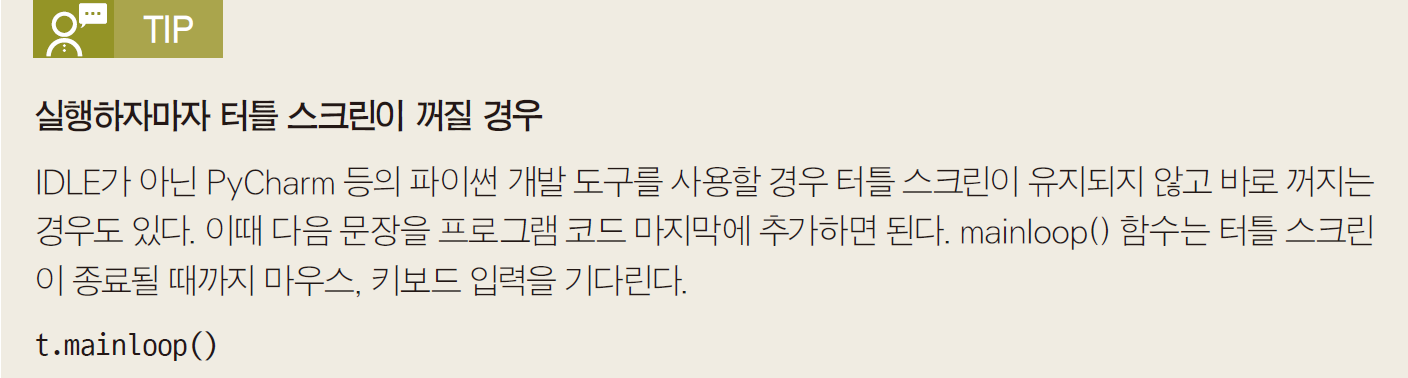 TIP
실행하자마자 터틀 스크린이 꺼질 경우
IDLE가 아닌 PyCharm 등의 파이썬 개발 도구를 사용할 경우 터틀 스크린이 유지되지 않고 바로 꺼지는
경우도 있다. 이때 다음 문장을 프로그램 코드 마지막에 추가하면 된다. mainloop() 함수는 터틀 스크린
이 종료될 때까지 마우스, 키보드 입력을 기다린다.
t.mainloop()